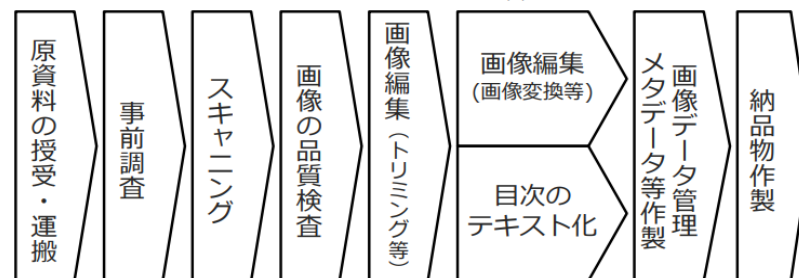 原資料の授受・運搬
事前調査
スキャニング
画像の品質検査
画像編集（トリミング等）
画像編集
(画像変換等)
目次の
テキスト化
画像データ管理
メタデータ等作製
納品物作製